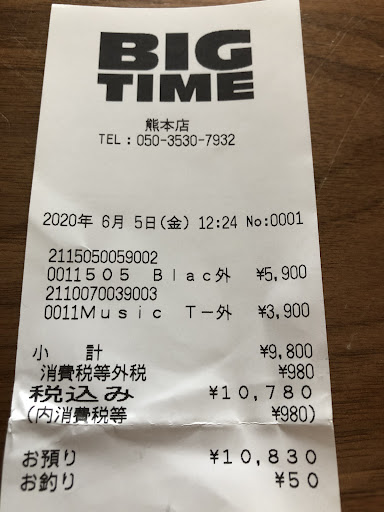 BIG
TIME
熊本店
TEL:050-3530-7932
2020年 6月 5日(金) 12:24 No:0001
2115050059002
0011505 Blac外 ¥5,900
2110070039003
0011Music T-外 ¥3,900
小 計 ¥9,800
消費税等外税 ¥980
税込み ¥10,780
(内消費税等 ¥980)
お預り ¥10,830
お釣り ¥50